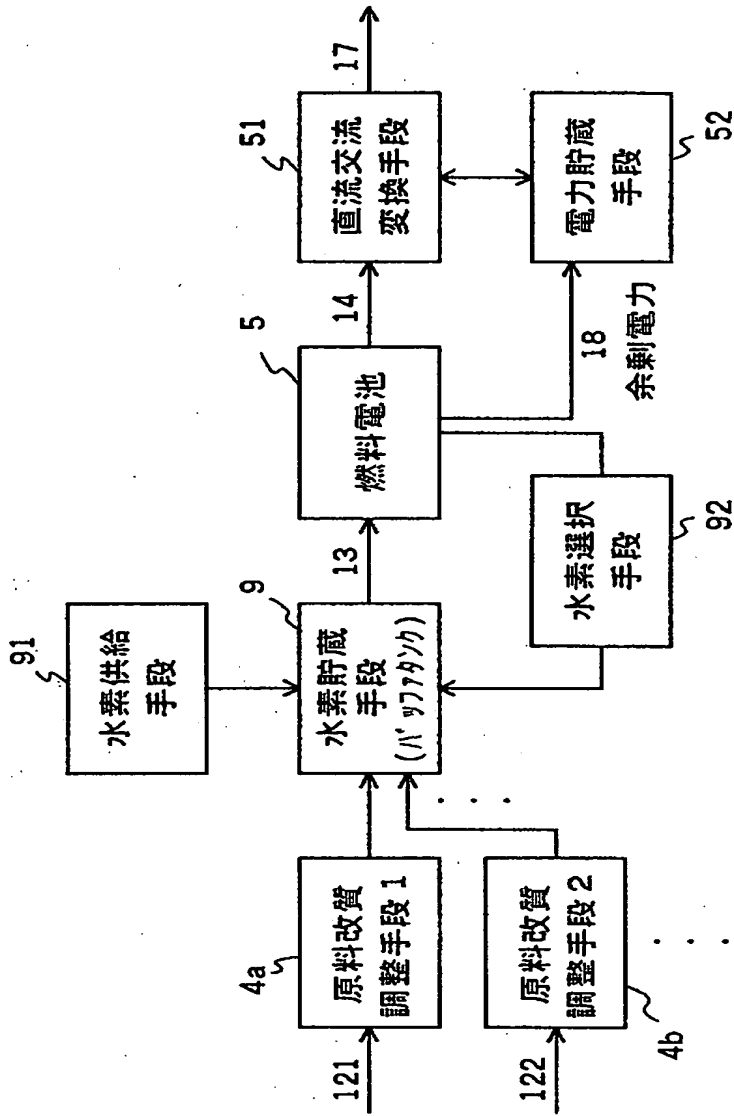 91
水素供給
手段
4a
原料改質
調整手段1
121
原料改質
調整手段2
122
4b
9
水素貯蔵
手段
(バッファタンク)
13
5
燃料電池
14
51
直流交流
変換手段
17
水素選択
手段
92
18
余剰電力
電力貯蔵
手段
52